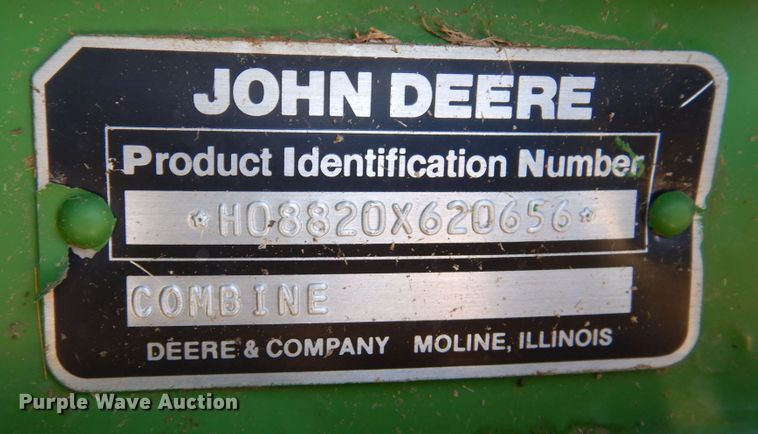 JOHN DEERE
Product Identification Number
*H08820X620656*
COMBINE
DEERE & COMPANY MOLINE, ILLINOIS
Purple Wave Auction